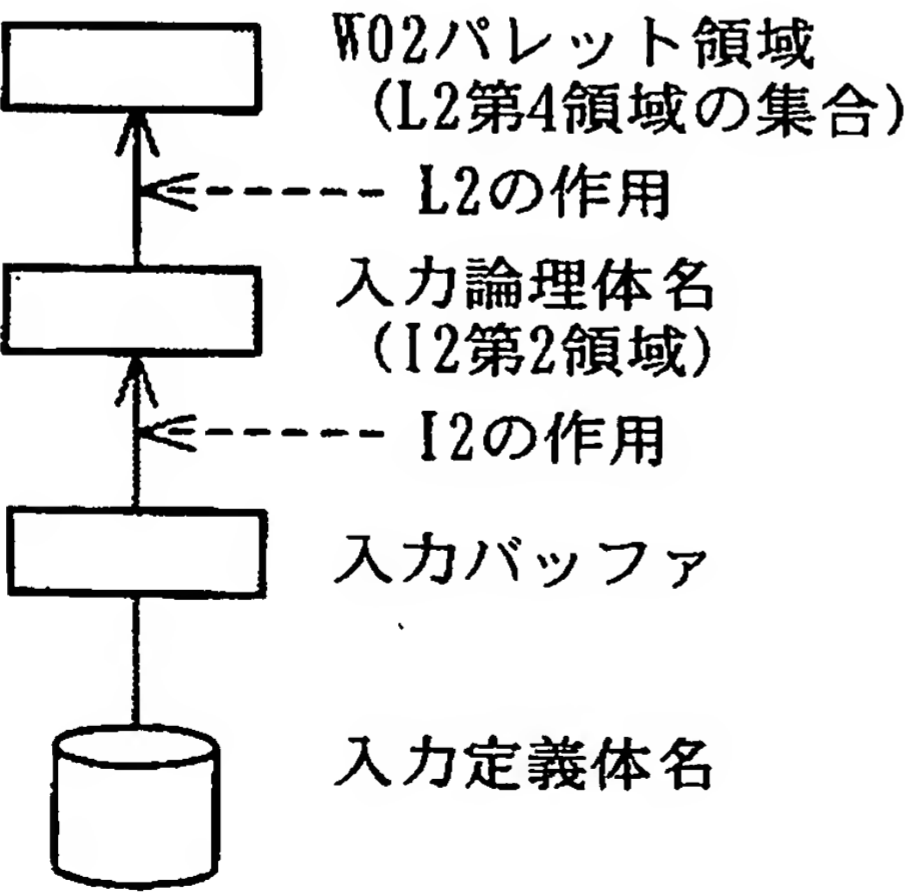 W02パレット領域
(L2第4領域の集合)
L2の作用
入力論理体名
(I2第2領域)
I2の作用
入力バッファ
入力定義体名